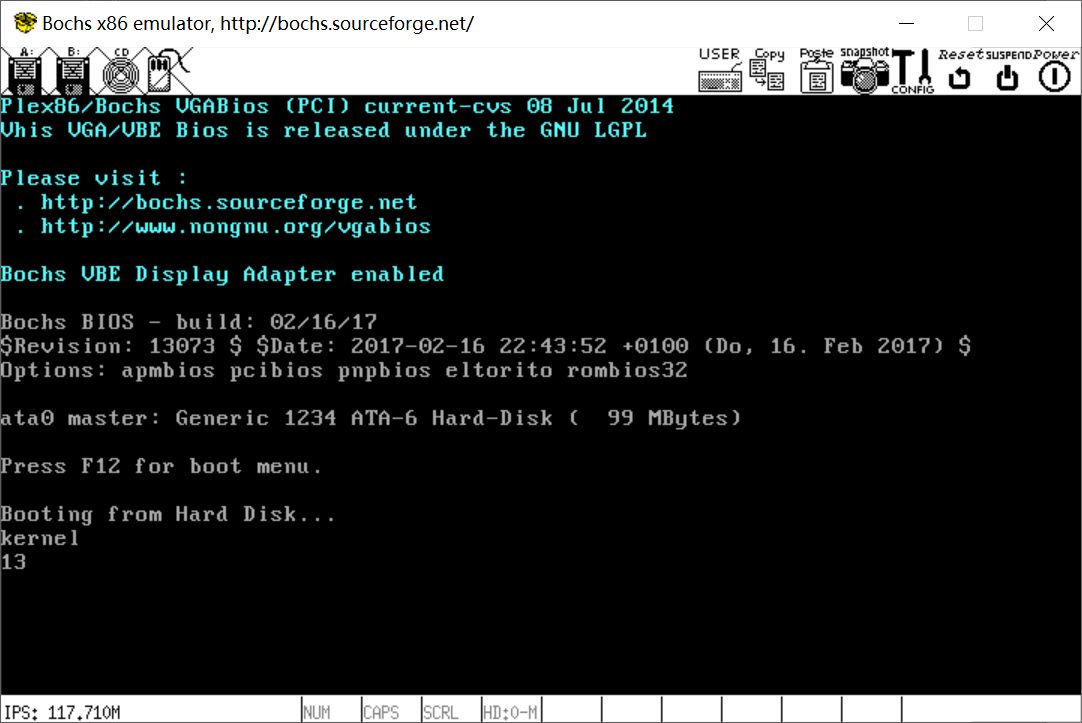 Bochs x86 emulator, http://bochs.sourceforge.net/
A: B: CD USER Copy Paste snapshot CONFIG Reset SUSPEND Power
Plex86/Bochs VGABios (PCI) current-cvs 08 Jul 2014
Vhis VGA/VBE Bios is released under the GNU LGPL
Please visit :
. http://bochs.sourceforge.net
. http://www.nongnu.org/vgabios
Bochs VBE Display Adapter enabled
Bochs BIOS - build: 02/16/17
$Revision: 13073 $ $Date: 2017-02-16 22:43:52 +0100 (Do, 16. Feb 2017) $
Options: apmbios pcibios pnpbios eltorito rombios32
ata0 master: Generic 1234 ATA-6 Hard-Disk (  99 MBytes)
Press F12 for boot menu.
Booting from Hard Disk...
kernel
13
IPS: 117.710M NUM CAPS SCRL HD:0-M